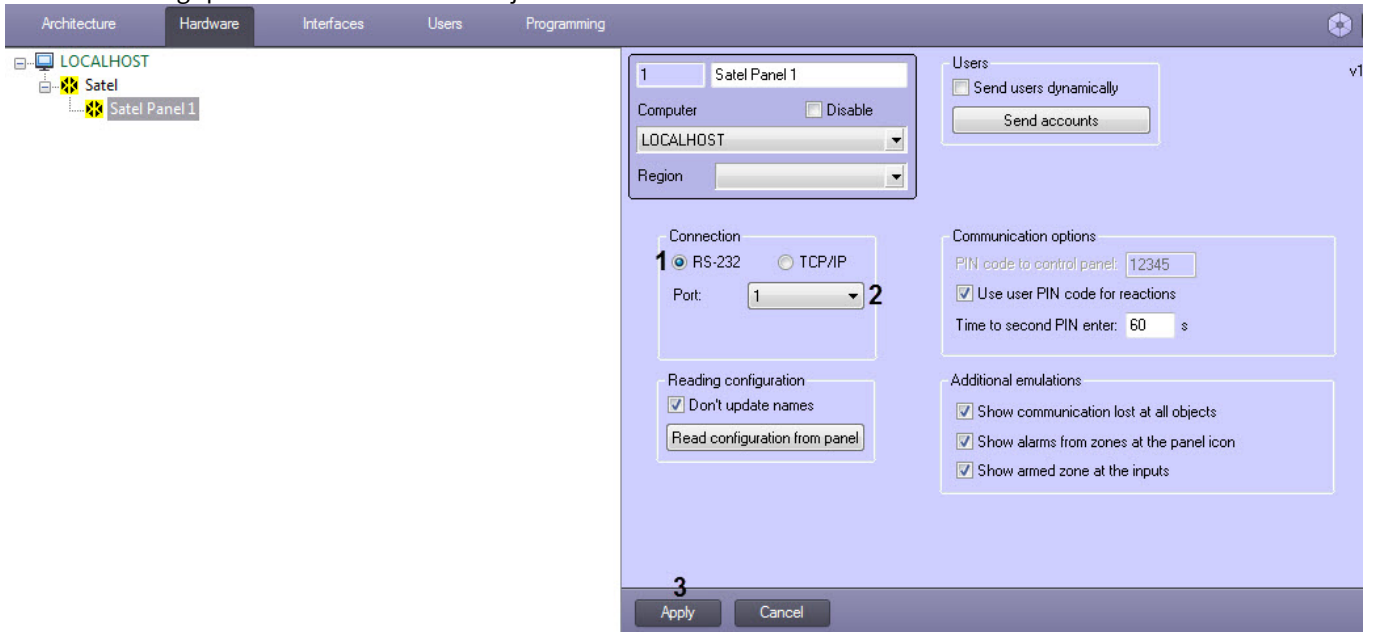 Architecture Hardware Interfaces Users Programming
LOCALHOST
Satel
Satel Panel 1
1 Satel Panel 1
Computer Disable
LOCALHOST
Region
Users
Send users dynamically
Send accounts
v1
Connection
1 RS-232 TCP/IP
Port: 1 2
Communication options
PIN code to control panel: 12345
Use user PIN code for reactions
Time to second PIN enter: 60 s
Reading configuration
Don't update names
Read configuration from panel
Additional emulations
Show communication lost at all objects
Show alarms from zones at the panel icon
Show armed zone at the inputs
3
Apply Cancel